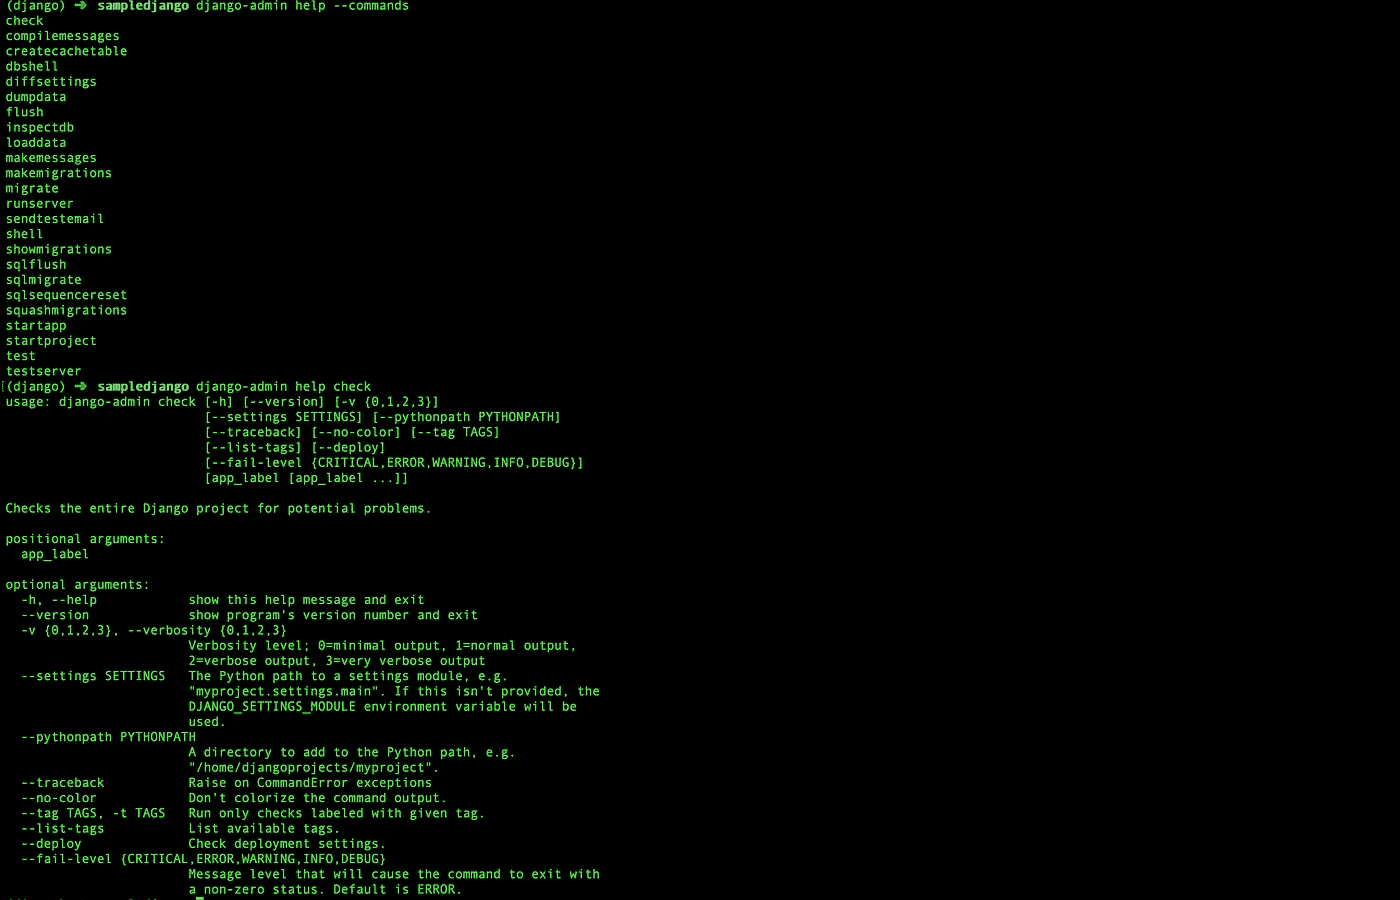 (django) ➜ sampledjango django-admin help --commands
check
compilemessages
createcachetable
dbshell
diffsettings
dumpdata
flush
inspectdb
loaddata
makemessages
makemigrations
migrate
runserver
sendtestemail
shell
showmigrations
sqlflush
sqlmigrate
sqlsequencereset
squashmigrations
startapp
startproject
test
testserver
[(django) ➜ sampledjango django-admin help check
usage: django-admin check [-h] [--version] [-v {0,1,2,3}]
[--settings SETTINGS] [--pythonpath PYTHONPATH]
[--traceback] [--no-color] [--tag TAGS]
[--list-tags] [--deploy]
[--fail-level {CRITICAL,ERROR,WARNING,INFO,DEBUG}]
[app_label [app_label ...]]
Checks the entire Django project for potential problems.
positional arguments:
app_label
optional arguments:
-h, --help show this help message and exit
--version show program's version number and exit
-v {0,1,2,3}, --verbosity {0,1,2,3}
Verbosity level; 0=minimal output, 1=normal output,
2=verbose output, 3=very verbose output
--settings SETTINGS The Python path to a settings module, e.g.
"myproject.settings.main". If this isn't provided, the
DJANGO_SETTINGS_MODULE environment variable will be
used.
--pythonpath PYTHONPATH
A directory to add to the Python path, e.g.
"/home/djangoprojects/myproject".
--traceback Raise on CommandError exceptions
--no-color Don't colorize the command output.
--tag TAGS, -t TAGS Run only checks labeled with given tag.
--list-tags List available tags.
--deploy Check deployment settings.
--fail-level {CRITICAL,ERROR,WARNING,INFO,DEBUG}
Message level that will cause the command to exit with
a non-zero status. Default is ERROR.